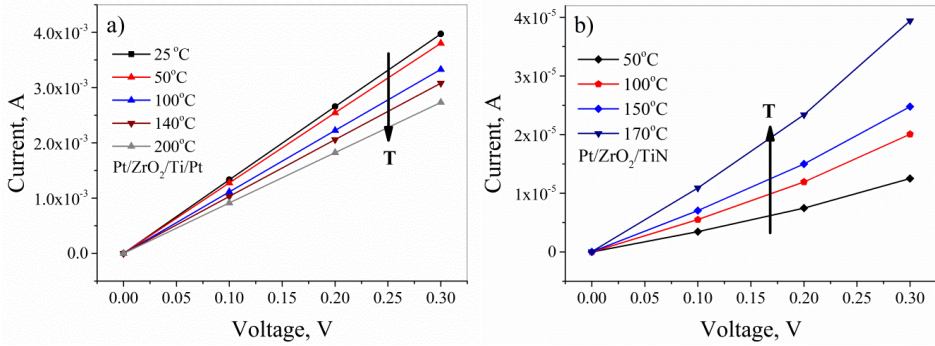 a)
4.0x10⁻³
3.0x10⁻³
2.0x10⁻³
1.0x10⁻³
0.0
Current, A
25 °C
50°C
100°C
140°C
200°C
Pt/ZrO₂/Ti/Pt
T
0.00 0.05 0.10 0.15 0.20 0.25 0.30
Voltage, V
b)
4x10⁻⁵
3x10⁻⁵
2x10⁻⁵
1x10⁻⁵
0
Current, A
50°C
100°C
150°C
170°C
Pt/ZrO₂/TiN
T
0.00 0.05 0.10 0.15 0.20 0.25 0.30
Voltage, V